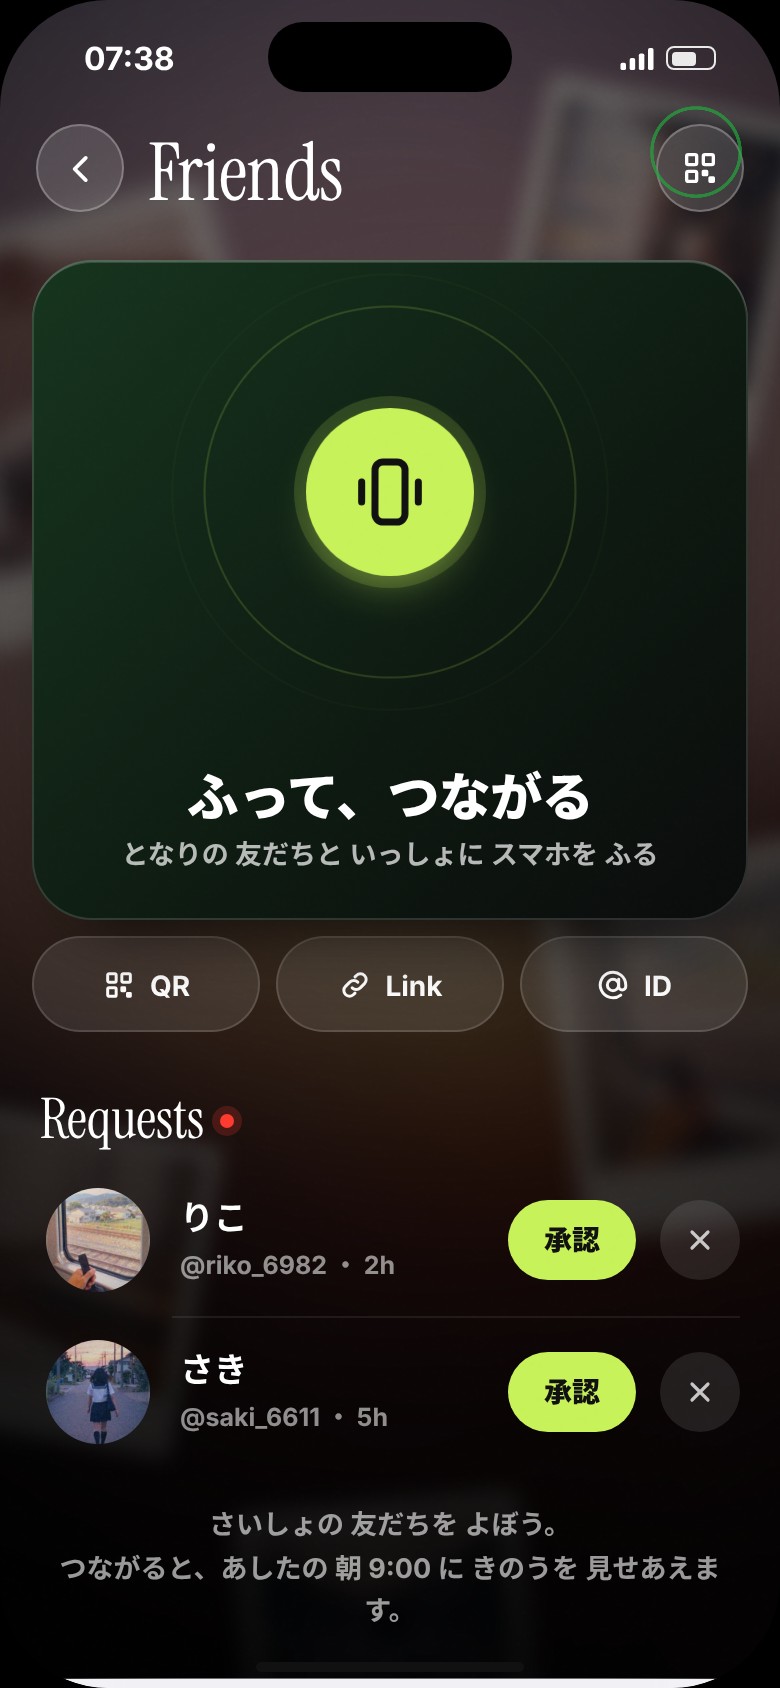 07:38
Friends
ふって、つながる
となりの 友だちと いっしょに スマホを ふる
QR
Link
ID
Requests
りこ
@riko_6982 • 2h
承認
さき
@saki_6611 • 5h
承認
さいしょの 友だちを よぼう。
つながると、あしたの 朝 9:00 に きのうを 見せあえま
す。